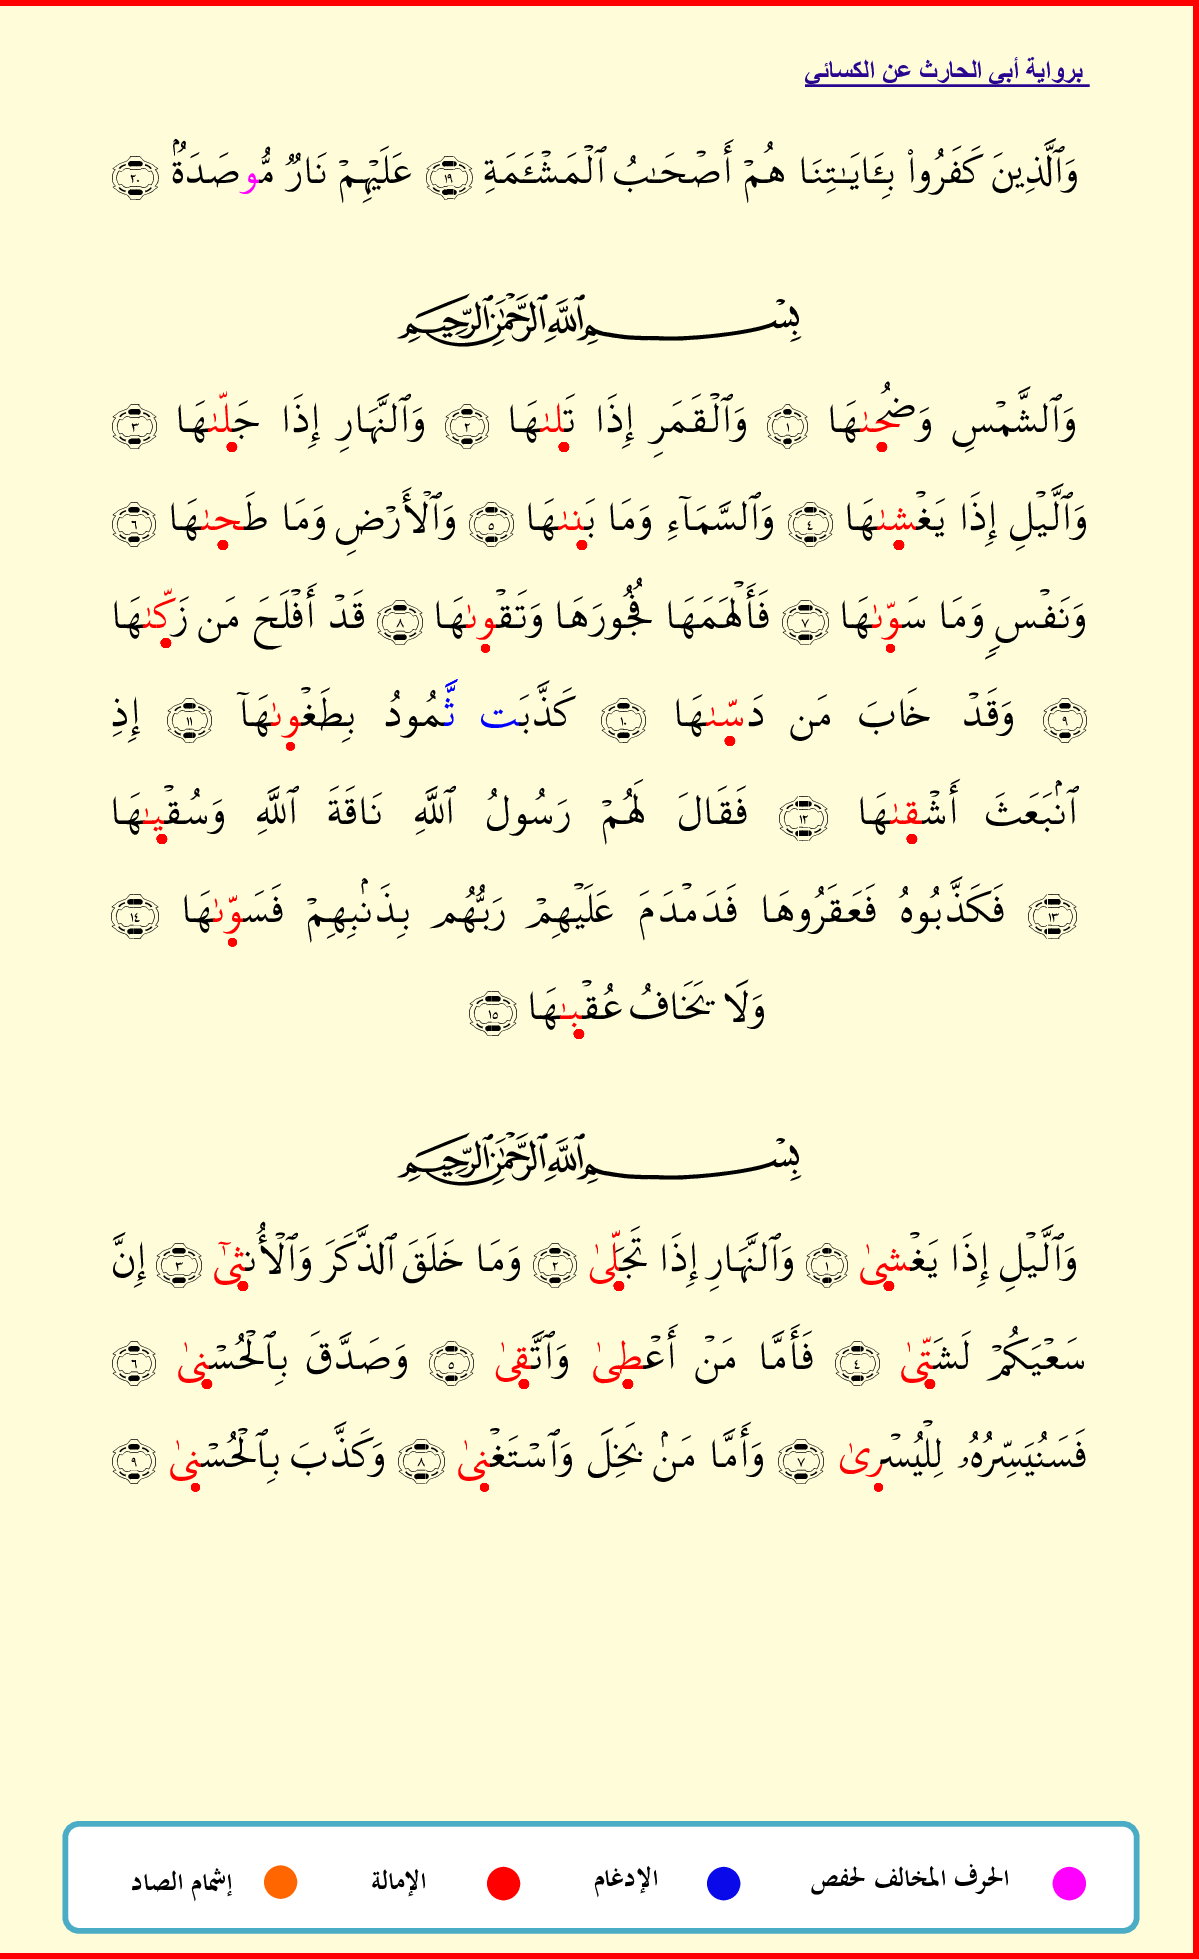 برواية أبي الحارث عن الكسائي
وَٱلَّذِينَ كَفَرُواْ بِـَٔايَـٰتِنَا هُمۡ أَصۡحَـٰبُ ٱلۡمَشۡـَٔمَةِ ١٩ عَلَيۡهِمۡ نَارٞ مُّوصَدَةُۢ ٢٠
بِسۡمِ ٱللَّهِ ٱلرَّحۡمَـٰنِ ٱلرَّحِيمِ
وَٱلشَّمۡسِ وَضُحَىٰهَا ١ وَٱلۡقَمَرِ إِذَا تَلَىٰهَا ٢ وَٱلنَّهَارِ إِذَا جَلَّىٰهَا ٣
وَٱلَّيۡلِ إِذَا يَغۡشَىٰهَا ٤ وَٱلسَّمَآءِ وَمَا بَنَىٰهَا ٥ وَٱلۡأَرۡضِ وَمَا طَحَىٰهَا ٦
وَنَفۡسٖ وَمَا سَوَّىٰهَا ٧ فَأَلۡهَمَهَا فُجُورَهَا وَتَقۡوَىٰهَا ٨ قَدۡ أَفۡلَحَ مَن زَكَّىٰهَا
٩ وَقَدۡ خَابَ مَن دَسَّىٰهَا ١٠ كَذَّبَت ثَّمُودُ بِطَغۡوَىٰهَآ ١١ إِذِ
ٱنۢبَعَثَ أَشۡقَىٰهَا ١٢ فَقَالَ لَهُمۡ رَسُولُ ٱللَّهِ نَاقَةَ ٱللَّهِ وَسُقۡيَـٰهَا
١٣ فَكَذَّبُوهُ فَعَقَرُوهَا فَدَمۡدَمَ عَلَيۡهِمۡ رَبُّهُم بِذَنۢبِهِمۡ فَسَوَّىٰهَا ١٤
وَلَا يَخَافُ عُقۡبَـٰهَا ١٥
بِسۡمِ ٱللَّهِ ٱلرَّحۡمَـٰنِ ٱلرَّحِيمِ
وَٱلَّيۡلِ إِذَا يَغۡشَىٰ ١ وَٱلنَّهَارِ إِذَا تَجَلَّىٰ ٢ وَمَا خَلَقَ ٱلذَّكَرَ وَٱلۡأُنثَىٰٓ ٣ إِنَّ
سَعۡيَكُمۡ لَشَتَّىٰ ٤ فَأَمَّا مَنۡ أَعۡطَىٰ وَٱتَّقَىٰ ٥ وَصَدَّقَ بِٱلۡحُسۡنَىٰ ٦
فَسَنُيَسِّرُهُۥ لِلۡيُسۡرَىٰ ٧ وَأَمَّا مَنۢ بَخِلَ وَٱسۡتَغۡنَىٰ ٨ وَكَذَّبَ بِٱلۡحُسۡنَىٰ ٩
الحرف المخالف لحفص الإدغام الإمالة إشمام الصاد